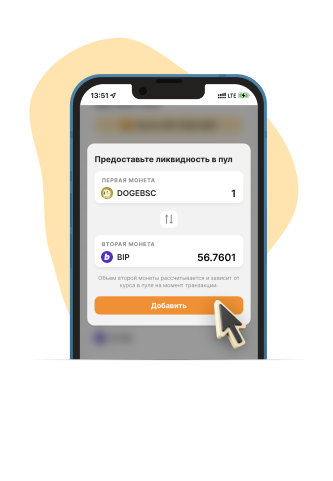 13:51
LTE
Предоставьте ликвидность в пул
ПЕРВАЯ МОНЕТА
DOGEBSC 1
ВТОРАЯ МОНЕТА
BIP 56.7601
Объем второй монеты рассчитывается и зависит от
курса в пуле на момент транзакции.
Добавить